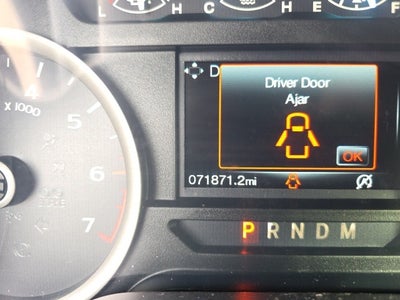 L H C H E F
4
x 1000
5
6
7
D
Driver Door
Ajar
OK
071871.2mi
P R N D M